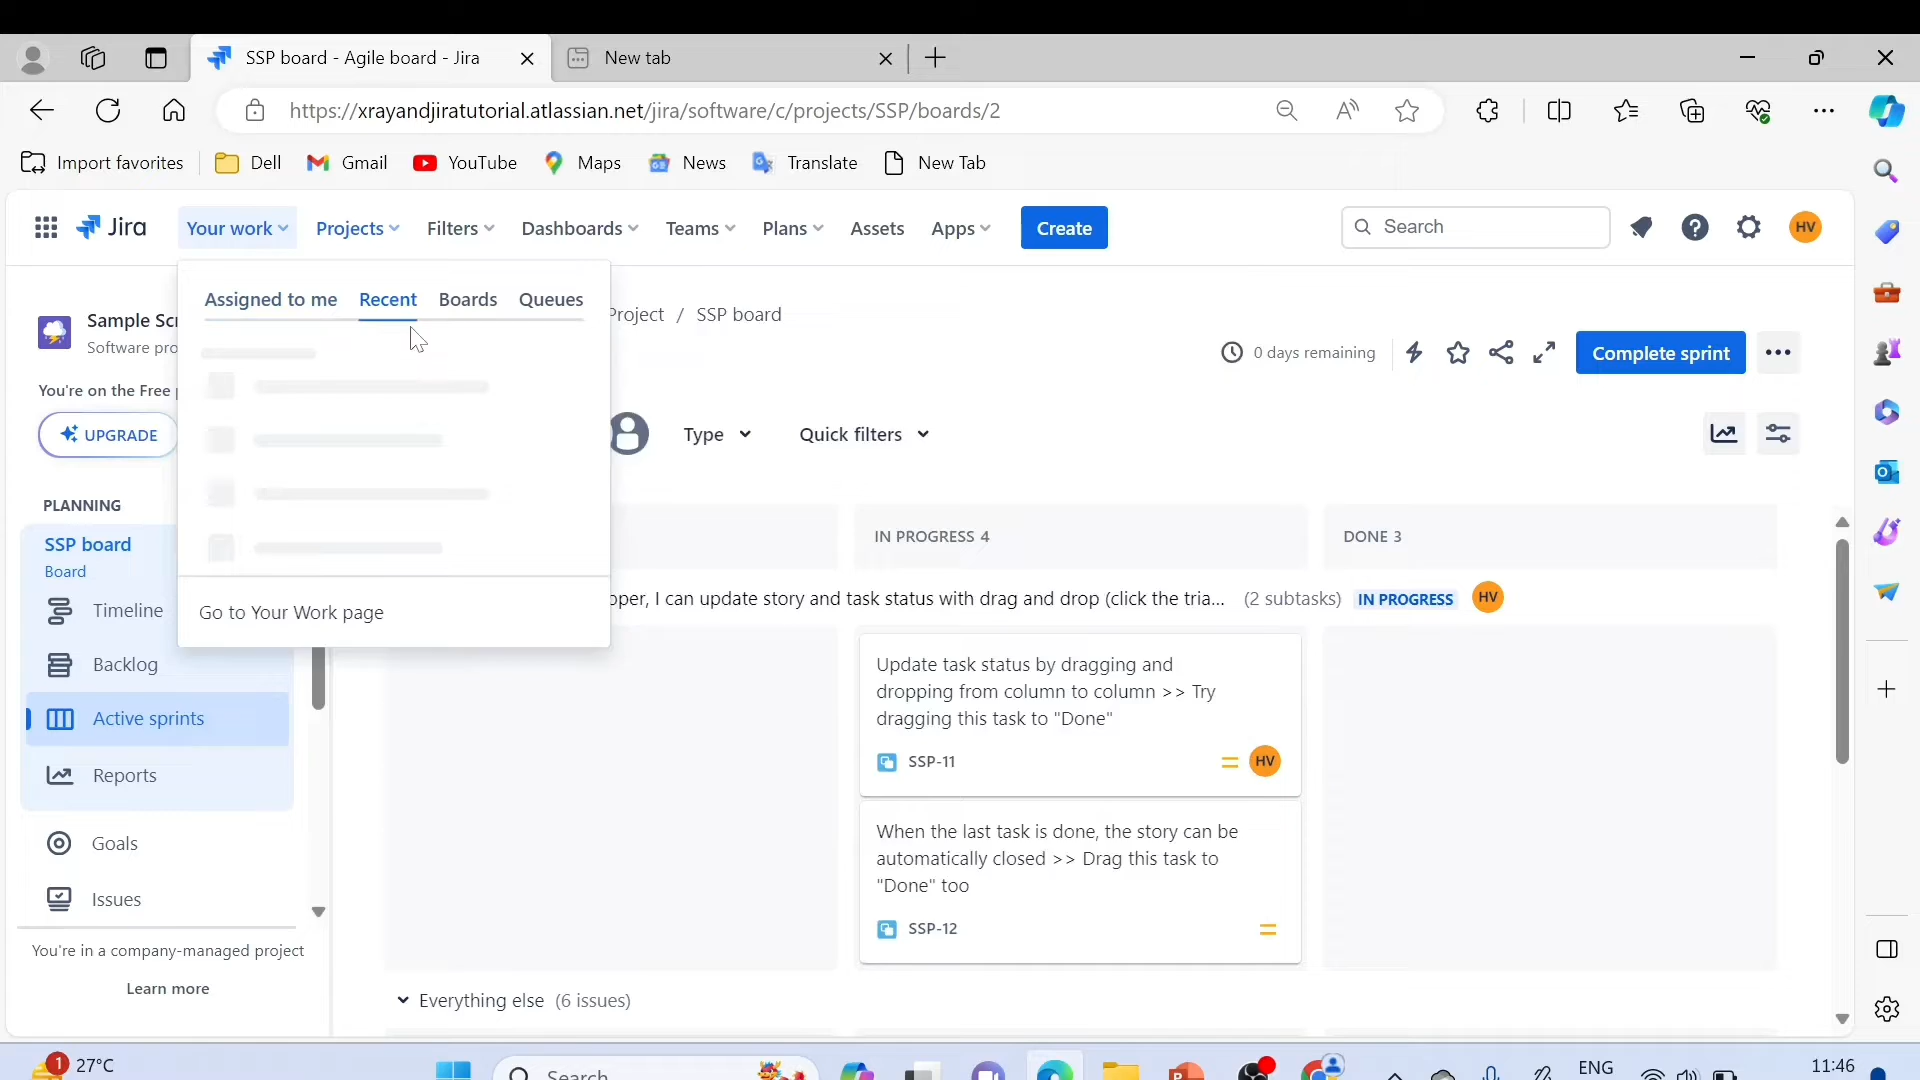 SSP board - Agile board - Jira
New tab
https://xrayandjiratutorial.atlassian.net/jira/software/c/projects/SSP/boards/2
Import favorites
Dell
Gmail
YouTube
Maps
News
Translate
New Tab
Jira
Your work
Projects
Filters
Dashboards
Teams
Plans
Assets
Apps
Create
Search
HV
Assigned to me
Recent
Boards
Queues
Go to Your Work page
Project / SSP board
0 days remaining
Complete sprint
Type
Quick filters
Software
You're on the Free
UPGRADE
PLANNING
SSP board
Board
Timeline
Backlog
Active sprints
Reports
Goals
Issues
You're in a company-managed project
Learn more
IN PROGRESS 4
DONE 3
oper, I can update story and task status with drag and drop (click the tria... (2 subtasks) IN PROGRESS HV
Update task status by dragging and
dropping from column to column >> Try
dragging this task to "Done"
SSP-11
HV
When the last task is done, the story can be
automatically closed >> Drag this task to
"Done" too
SSP-12
Everything else (6 issues)
1
27°C
Search
ENG
11:46